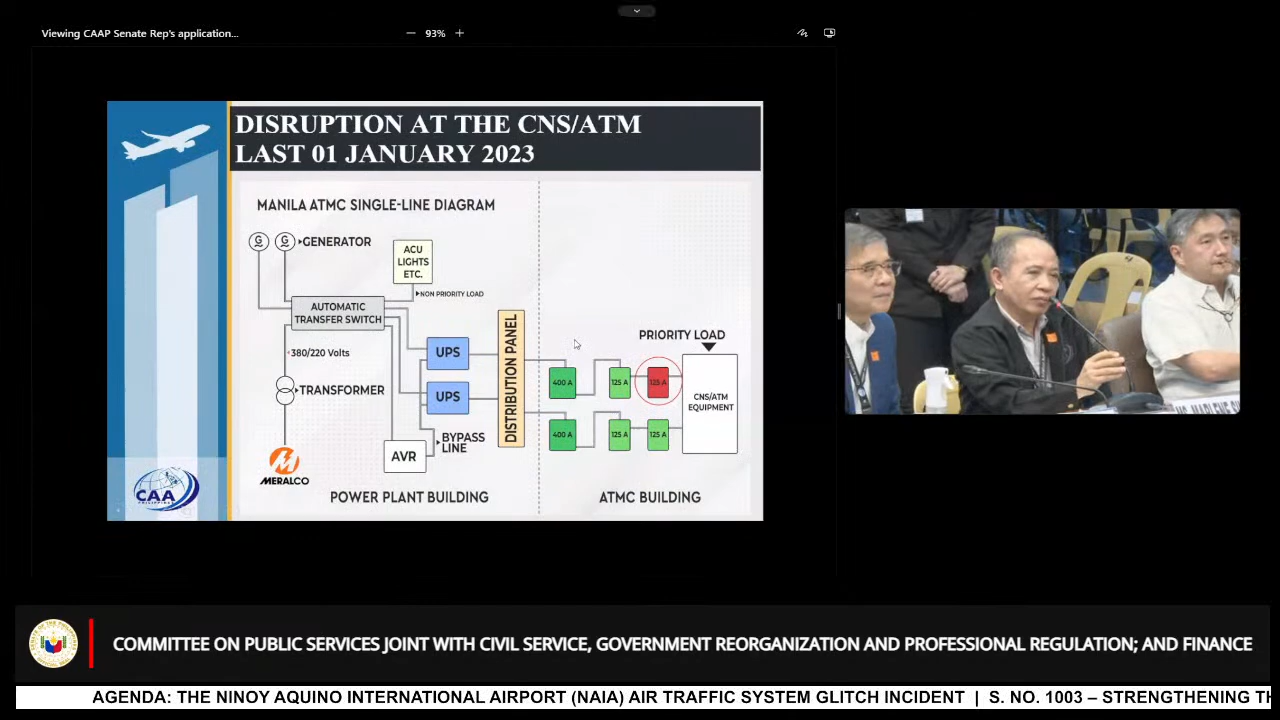 Viewing CAAP Senate Rep's application...
93%
DISRUPTION AT THE CNS/ATM
LAST 01 JANUARY 2023
MANILA ATMC SINGLE-LINE DIAGRAM
G
G
GENERATOR
ACU
LIGHTS
ETC.
NON PRIORITY LOAD
AUTOMATIC
TRANSFER SWITCH
380/220 Volts
TRANSFORMER
UPS
UPS
BYPASS
LINE
AVR
DISTRIBUTION PANEL
MERALCO
POWER PLANT BUILDING
PRIORITY LOAD
400 A
125 A
125 A
CNS/ATM
EQUIPMENT
400 A
125 A
125 A
ATMC BUILDING
CAA
PHILIPPINES
COMMITTEE ON PUBLIC SERVICES JOINT WITH CIVIL SERVICE, GOVERNMENT REORGANIZATION AND PROFESSIONAL REGULATION; AND FINANCE
AGENDA: THE NINOY AQUINO INTERNATIONAL AIRPORT (NAIA) AIR TRAFFIC SYSTEM GLITCH INCIDENT | S. NO. 1003 – STRENGTHENING TH